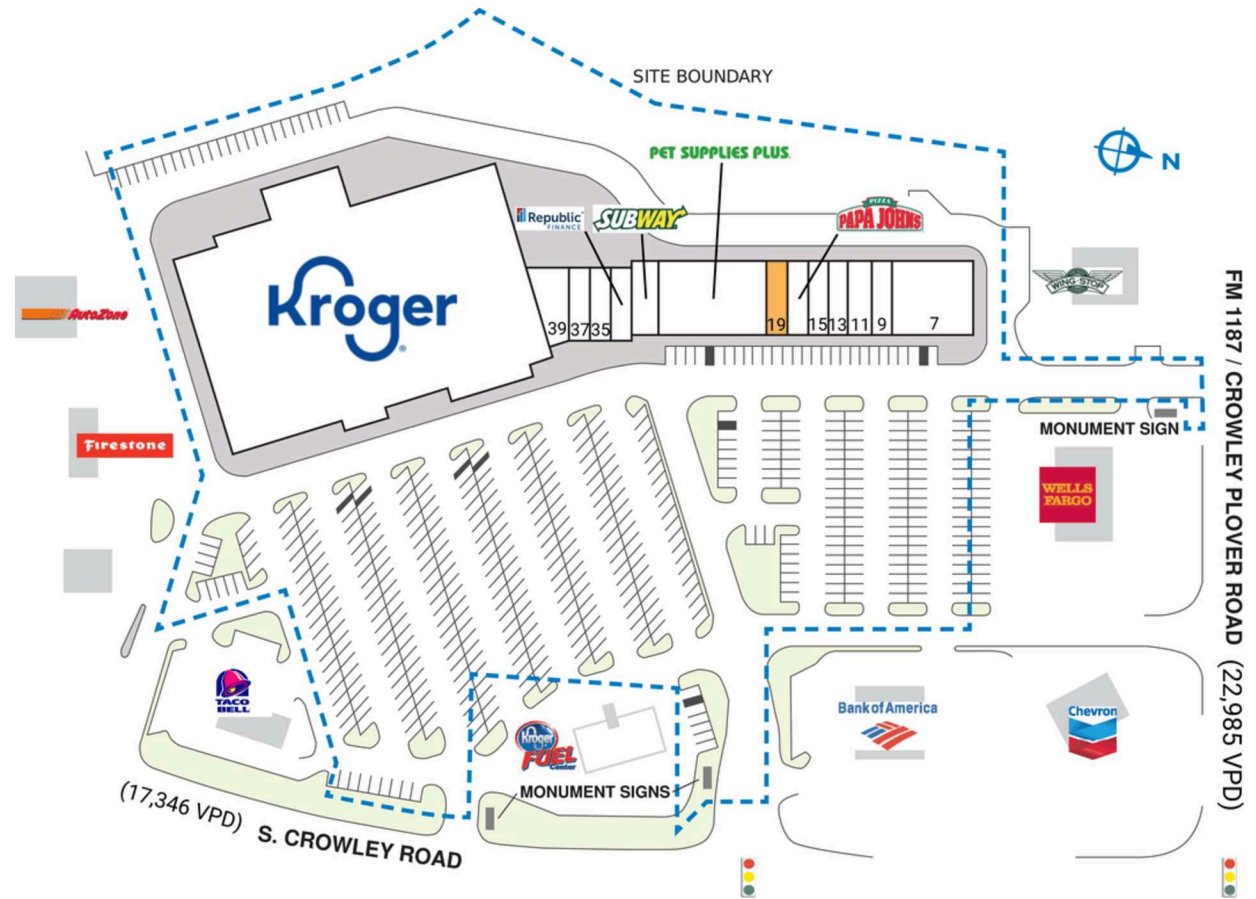 SITE BOUNDARY
PET SUPPLIES PLUS
N
Republic
FINANCE
SUBWAY
PIZZA
PAPA JOHNS
WING STOP
Kroger
AutoZone
39
37
35
19
15
13
11
9
7
Firestone
MONUMENT SIGN
WELLS
FARGO
FM 1187 / CROWLEY PLOVER ROAD (22,985 VPD)
TACO
BELL
Kroger
FUEL
Center
Bank of America
Chevron
MONUMENT SIGNS
(17,346 VPD) S. CROWLEY ROAD